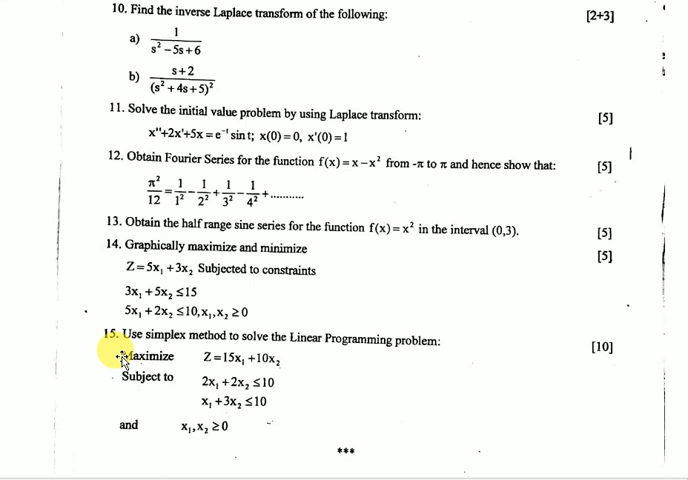 10. Find the inverse Laplace transform of the following: [2+3]
a) 1/(s² −5s+6)
b) (s+2)/(s² +4s+5)²
11. Solve the initial value problem by using Laplace transform: [5]
x''+2x'+5x = e⁻ᵗ sin t; x(0) = 0, x'(0) = 1
12. Obtain Fourier Series for the function f(x) = x − x² from -π to π and hence show that: [5]
π²/12 = 1/1² − 1/2² + 1/3² − 1/4² + ...........
13. Obtain the half range sine series for the function f(x) = x² in the interval (0,3). [5]
14. Graphically maximize and minimize [5]
Z = 5x₁ + 3x₂ Subjected to constraints
3x₁ + 5x₂ ≤ 15
5x₁ + 2x₂ ≤ 10, x₁, x₂ ≥ 0
15. Use simplex method to solve the Linear Programming problem: [10]
Maximize Z = 15x₁ + 10x₂
Subject to 2x₁ + 2x₂ ≤ 10
x₁ + 3x₂ ≤ 10
and x₁, x₂ ≥ 0
***